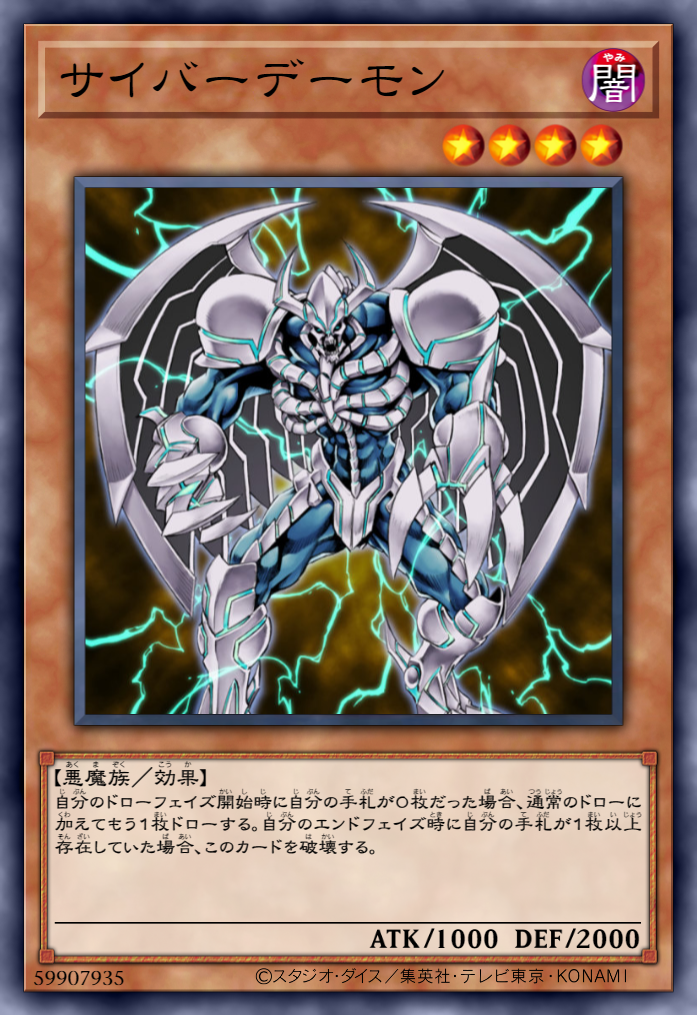 サイバーデーモン
やみ
闇
【悪魔族／効果】
自分のドローフェイズ開始時に自分の手札が0枚だった場合、通常のドローに
加えてもう1枚ドローする。自分のエンドフェイズ時に自分の手札が1枚以上
存在していた場合、このカードを破壊する。
ATK/1000 DEF/2000
59907935 ©スタジオ・ダイス／集英社・テレビ東京・KONAMI